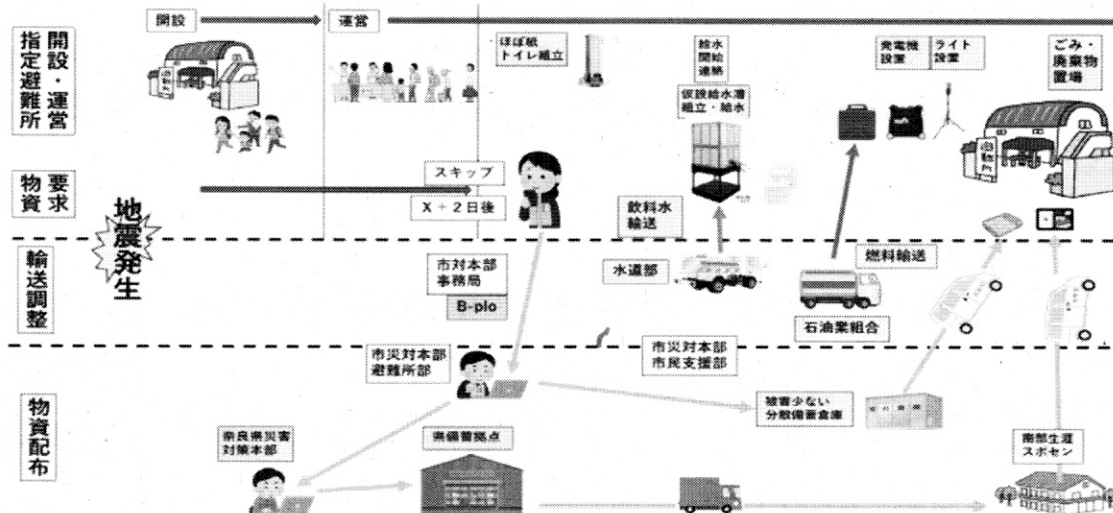 指定避難所
開設・運営
開設
運営
ほぼ紙
トイレ組立
給水
開始
連絡
仮設給水薄
組立・給水
発電機
設置
ライト
設置
ごみ・
廃棄物
置場
物資
要求
地震発生
スキップ
X+2日後
飲料水
輸送
輸送調整
市対本部
事務局
B-plo
水道部
燃料輸送
石油業組合
物資配布
市災対本部
避難所部
市災対本部
市民支援部
被害少ない
分散備蓄倉庫
奈良県災害
対策本部
県備蓄拠点
南部生涯
スポセン